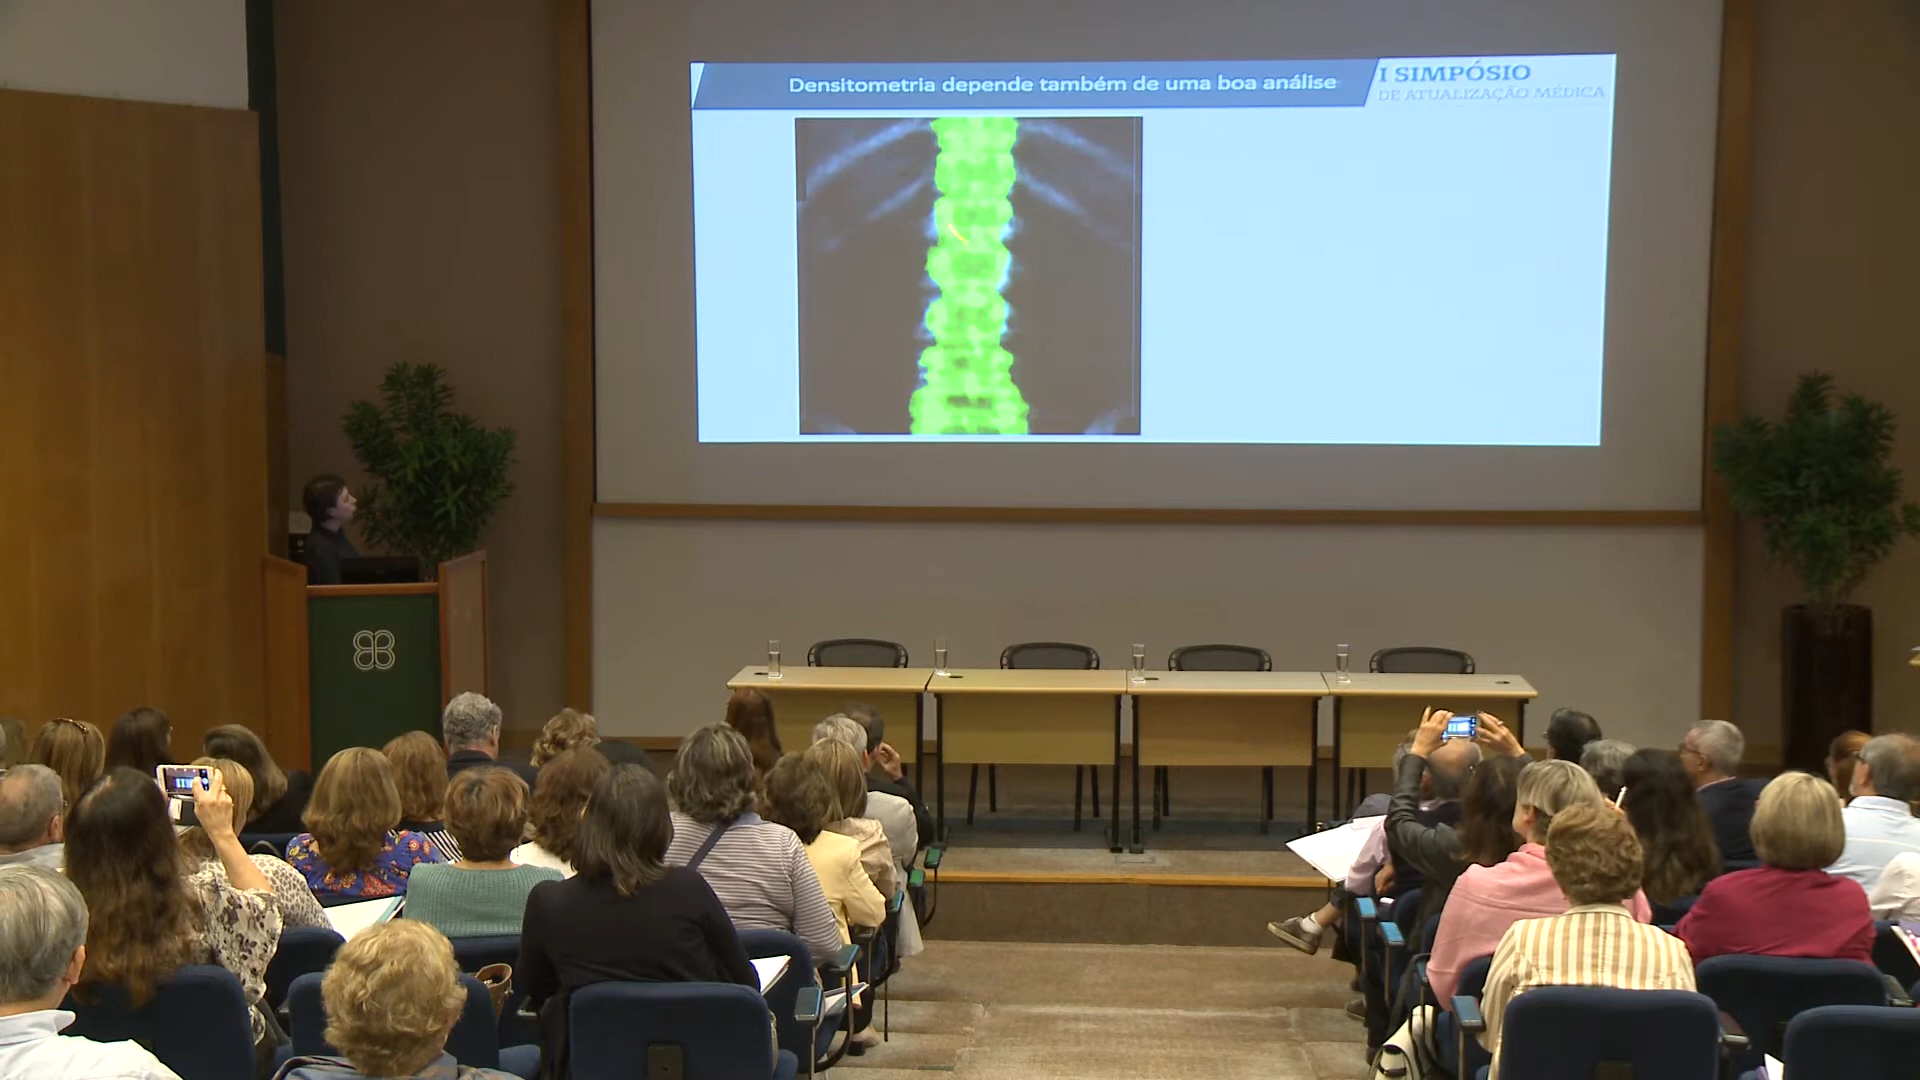 Densitometria depende também de uma boa análise
I SIMPÓSIO
DE ATUALIZAÇÃO MÉDICA